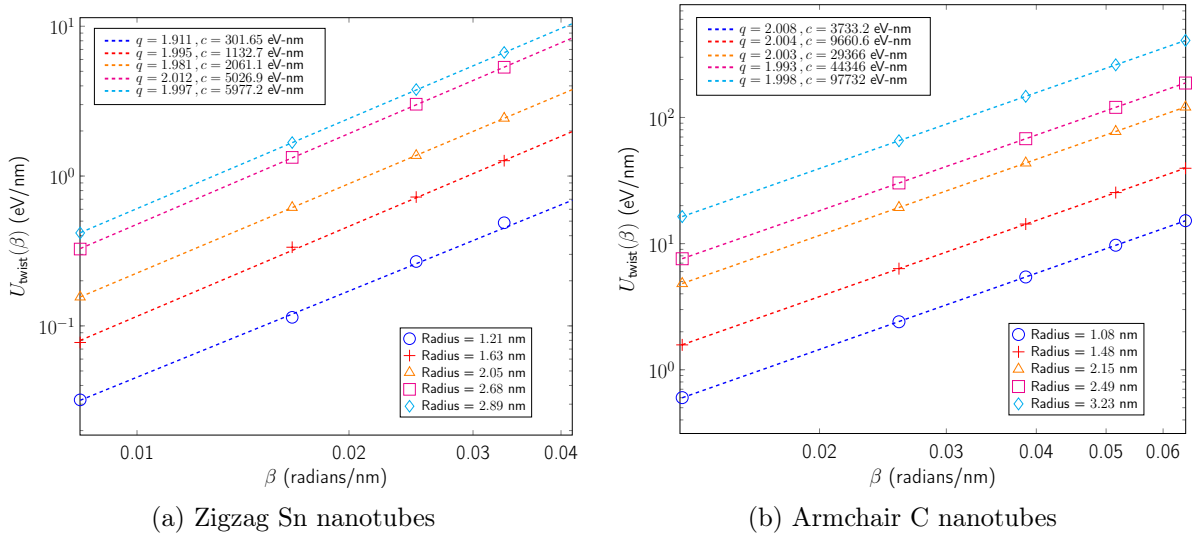 q = 1.911, c = 301.65 eV-nm
q = 1.995, c = 1132.7 eV-nm
q = 1.981, c = 2061.1 eV-nm
q = 2.012, c = 5026.9 eV-nm
q = 1.997, c = 5977.2 eV-nm
10^1
10^0
10^−1
U_twist(β) (eV/nm)
Radius = 1.21 nm
Radius = 1.63 nm
Radius = 2.05 nm
Radius = 2.68 nm
Radius = 2.89 nm
0.01 0.02 0.03 0.04
β (radians/nm)
(a) Zigzag Sn nanotubes
q = 2.008, c = 3733.2 eV-nm
q = 2.004, c = 9660.6 eV-nm
q = 2.003, c = 29366 eV-nm
q = 1.993, c = 44346 eV-nm
q = 1.998, c = 97732 eV-nm
10^2
10^1
10^0
U_twist(β) (eV/nm)
Radius = 1.08 nm
Radius = 1.48 nm
Radius = 2.15 nm
Radius = 2.49 nm
Radius = 3.23 nm
0.02 0.03 0.04 0.05 0.06
β (radians/nm)
(b) Armchair C nanotubes